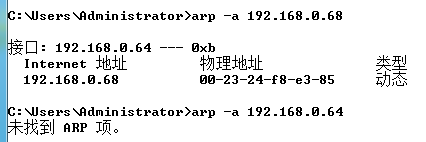 C:\Users\Administrator>arp -a 192.168.0.68
接口: 192.168.0.64 --- 0xb
Internet 地址 物理地址 类型
192.168.0.68 00-23-24-f8-e3-85 动态
C:\Users\Administrator>arp -a 192.168.0.64
未找到 ARP 项。